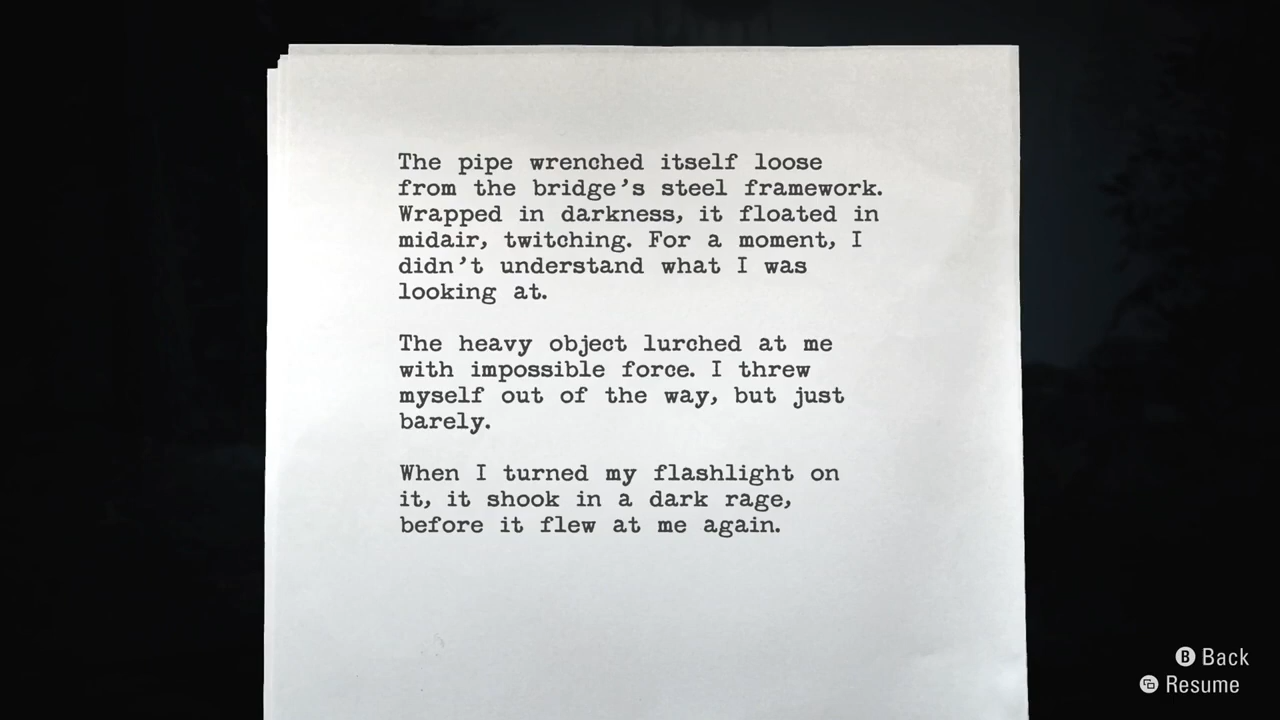 The pipe wrenched itself loose
from the bridge's steel framework.
Wrapped in darkness, it floated in
midair, twitching. For a moment, I
didn't understand what I was
looking at.
The heavy object lurched at me
with impossible force. I threw
myself out of the way, but just
barely.
When I turned my flashlight on
it, it shook in a dark rage,
before it flew at me again.
B Back
Resume